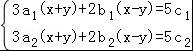 3a₁(x+y)+2b₁(x-y)=5c₁
3a₂(x+y)+2b₂(x-y)=5c₂